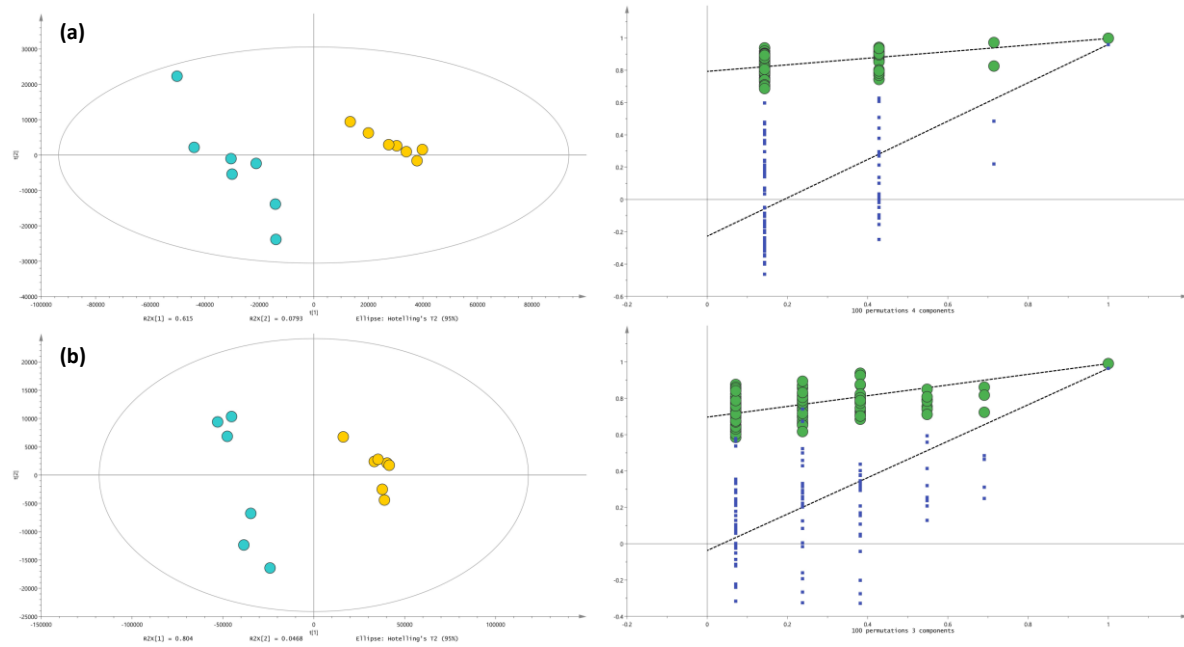 (a)
t[2]
30000
20000
10000
0
-10000
-20000
-30000
-40000
-100000 -80000 -60000 -40000 -20000 0 20000 40000 60000 80000
t[1]
R2X[1] = 0.615 R2X[2] = 0.0793 Ellipse: Hotelling's T2 (95%)
1
0.8
0.6
0.4
0.2
0
-0.2
-0.4
-0.6
0 0.2 0.4 0.6 0.8 1
100 permutations 4 components
(b)
t[2]
20000
15000
10000
5000
0
-5000
-10000
-15000
-20000
-25000
-150000 -100000 -50000 0 50000 100000
t[1]
R2X[1] = 0.804 R2X[2] = 0.0468 Ellipse: Hotelling's T2 (95%)
1
0.8
0.6
0.4
0.2
0
-0.2
-0.4
-0.2 0 0.2 0.4 0.6 0.8 1
100 permutations 3 components